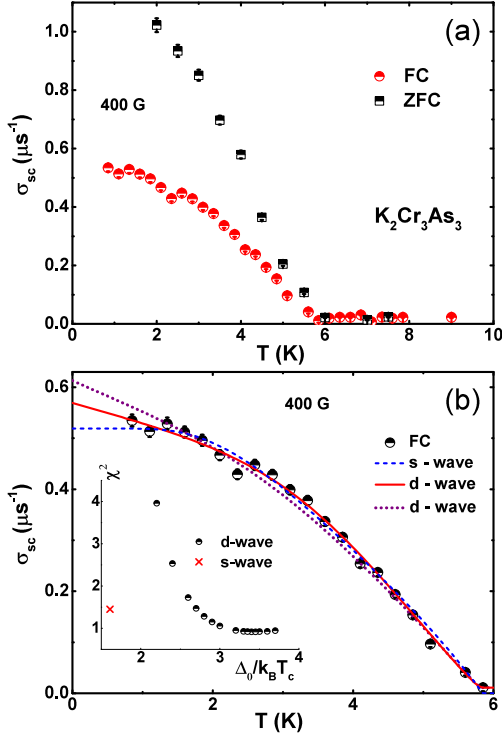 (a)
1.0
0.8
0.6
0.4
0.2
0.0
σsc (μs⁻¹)
FC
ZFC
400 G
K₂Cr₃As₃
0 2 4 6 8 10
T (K)
(b)
400 G
0.6
0.4
0.2
0.0
σsc (μs⁻¹)
FC
s - wave
d - wave
d - wave
χ²
4
3
2
1
d-wave
s-wave
2 3 4
Δ₀/kBTc
0 2 4 6
T (K)